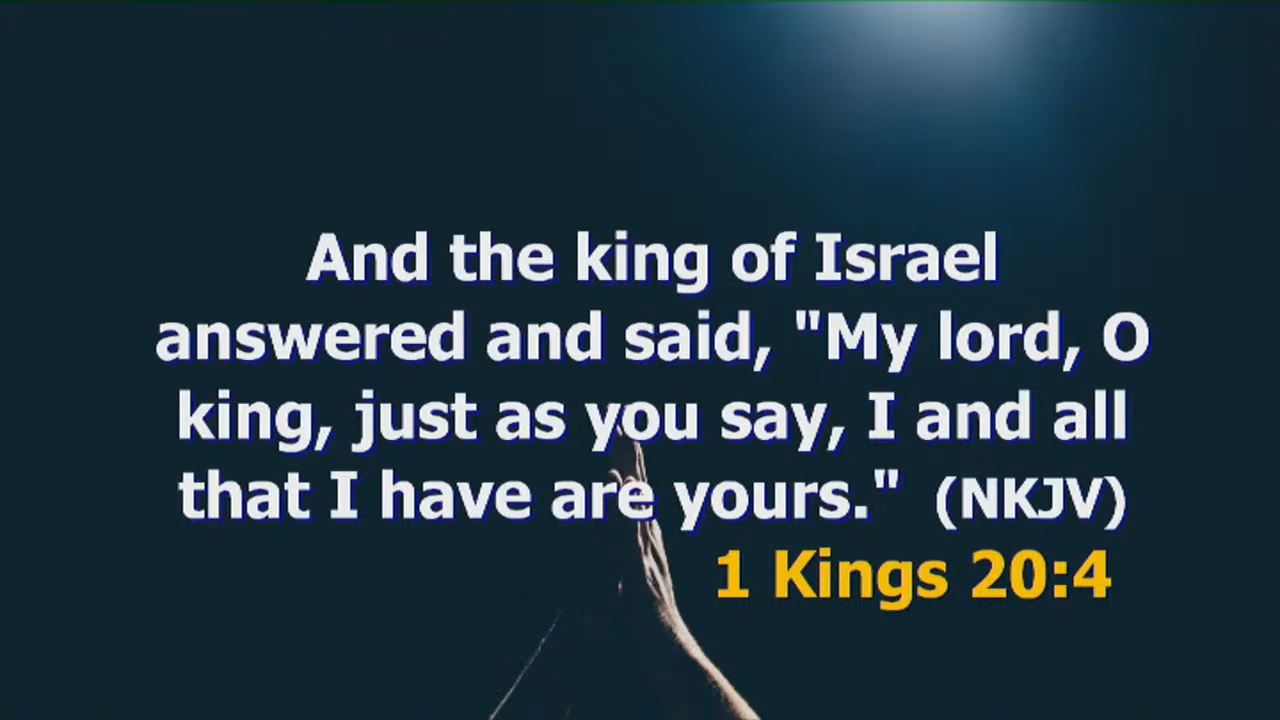 And the king of Israel
answered and said, "My lord, O
king, just as you say, I and all
that I have are yours." (NKJV)
1 Kings 20:4